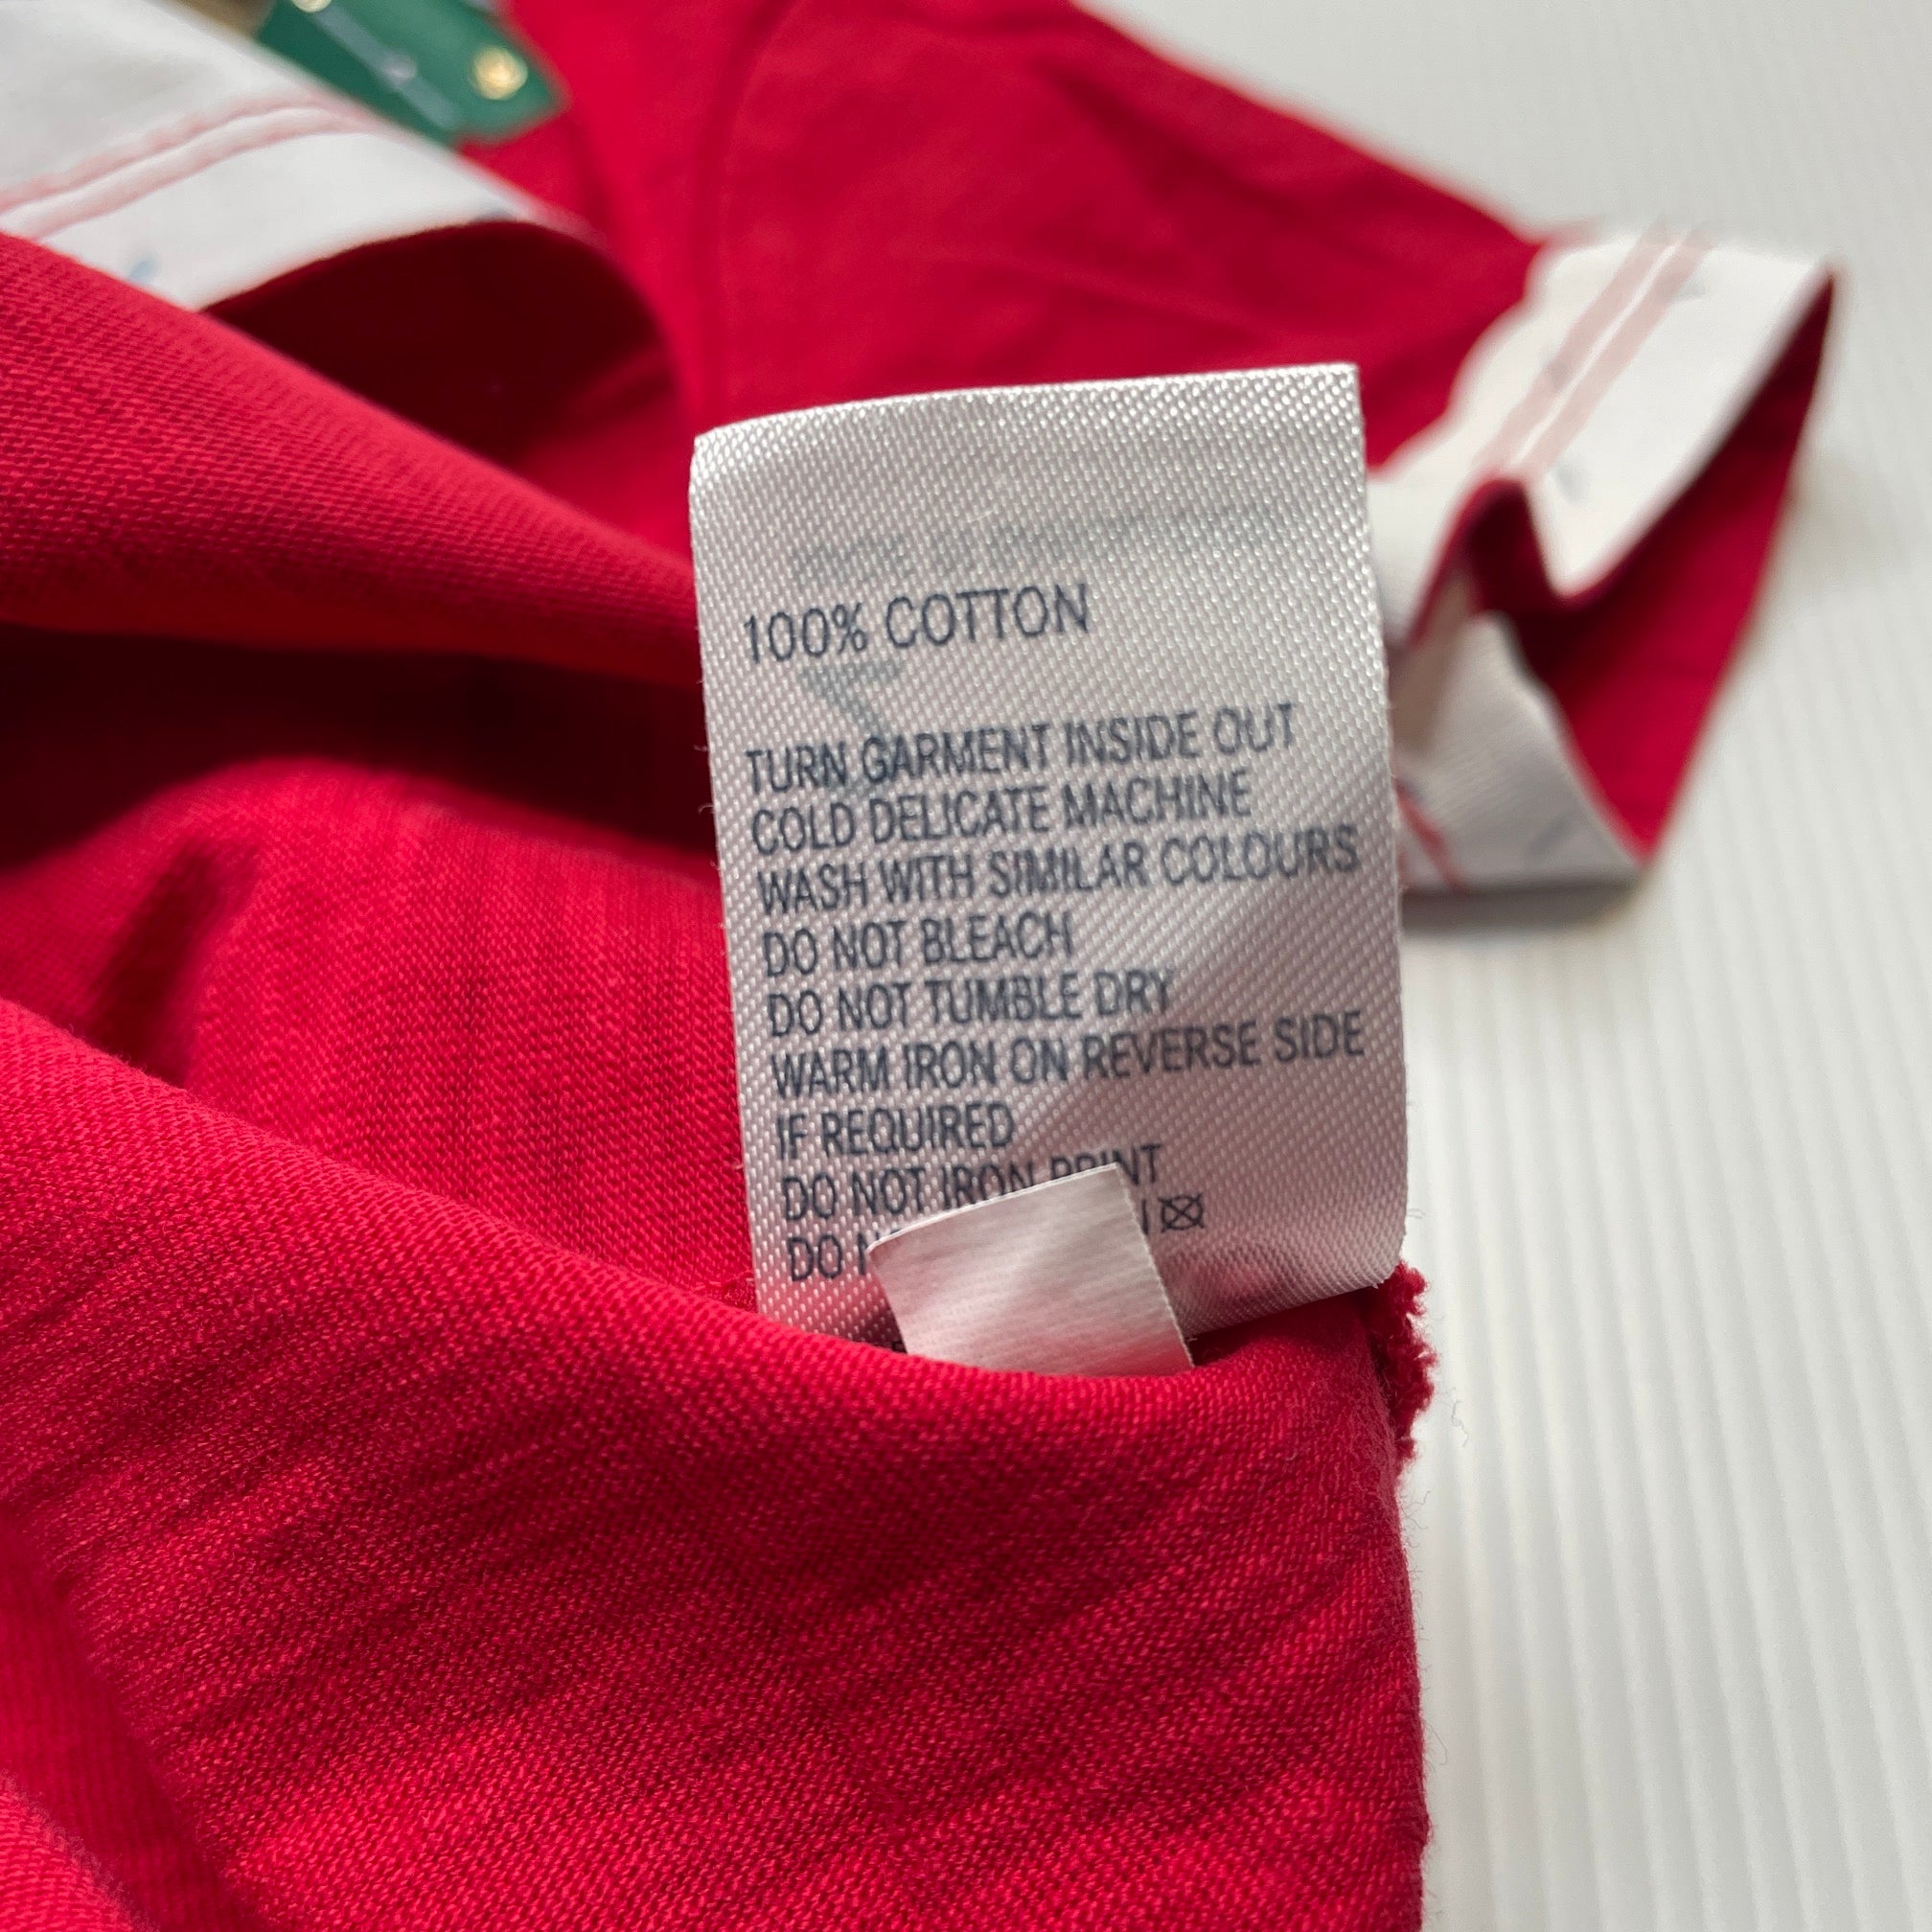 100% COTTON
TURN GARMENT INSIDE OUT
COLD DELICATE MACHINE
WASH WITH SIMILAR COLOURS
DO NOT BLEACH
DO NOT TUMBLE DRY
WARM IRON ON REVERSE SIDE
IF REQUIRED
DO NOT IRON PRINT
DO